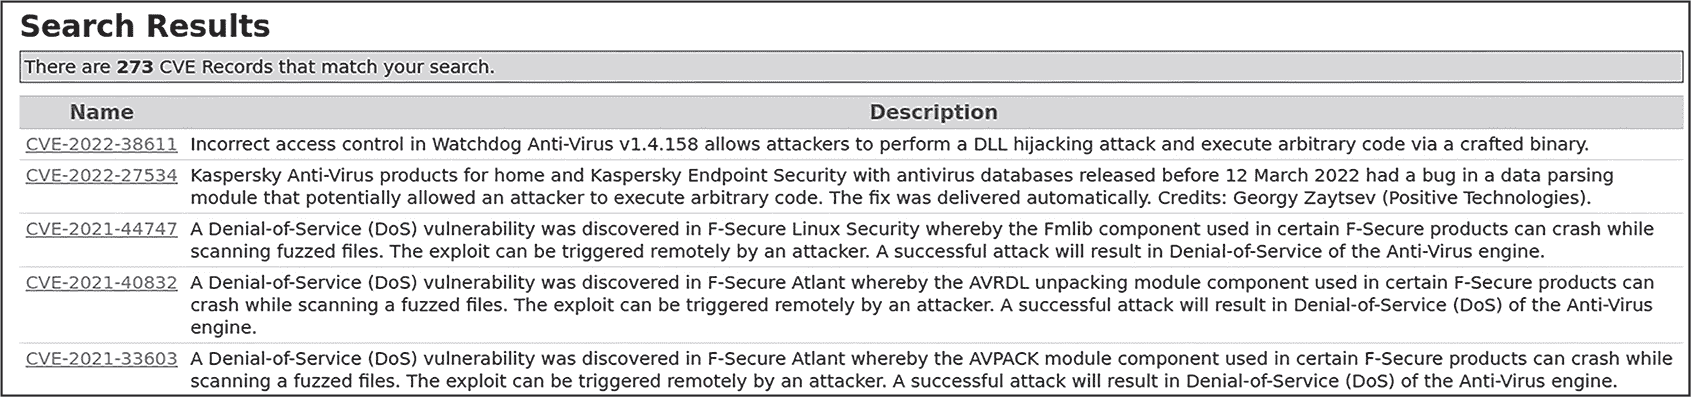 Search Results
There are 273 CVE Records that match your search.
Name Description
CVE-2022-38611 Incorrect access control in Watchdog Anti-Virus v1.4.158 allows attackers to perform a DLL hijacking attack and execute arbitrary code via a crafted binary.
CVE-2022-27534 Kaspersky Anti-Virus products for home and Kaspersky Endpoint Security with antivirus databases released before 12 March 2022 had a bug in a data parsing
module that potentially allowed an attacker to execute arbitrary code. The fix was delivered automatically. Credits: Georgy Zaytsev (Positive Technologies).
CVE-2021-44747 A Denial-of-Service (DoS) vulnerability was discovered in F-Secure Linux Security whereby the Fmlib component used in certain F-Secure products can crash while
scanning fuzzed files. The exploit can be triggered remotely by an attacker. A successful attack will result in Denial-of-Service of the Anti-Virus engine.
CVE-2021-40832 A Denial-of-Service (DoS) vulnerability was discovered in F-Secure Atlant whereby the AVRDL unpacking module component used in certain F-Secure products can
crash while scanning a fuzzed files. The exploit can be triggered remotely by an attacker. A successful attack will result in Denial-of-Service (DoS) of the Anti-Virus
engine.
CVE-2021-33603 A Denial-of-Service (DoS) vulnerability was discovered in F-Secure Atlant whereby the AVPACK module component used in certain F-Secure products can crash while
scanning a fuzzed files. The exploit can be triggered remotely by an attacker. A successful attack will result in Denial-of-Service (DoS) of the Anti-Virus engine.